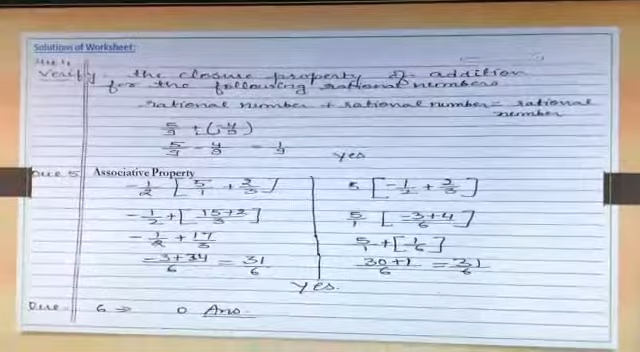 Solutions of Worksheet:
Verify the closure property of addition
for the following rational numbers
rational number + rational number = rational
number
5/9 + (-4/9)
5/9 - 4/9 = 1/9
Yes
Que 5 Associative Property
-1/2 [5/1 + 2/3] 5 [-1/2 + 2/3]
-1/2 + [15+2/3] 5/1 [-3+4/6]
-1/2 + 17/3 5/1 + [1/6]
-3+34/6 = 31/6 30+1/6 = 31/6
Yes.
Que 6 ⇒ 0 Ans.